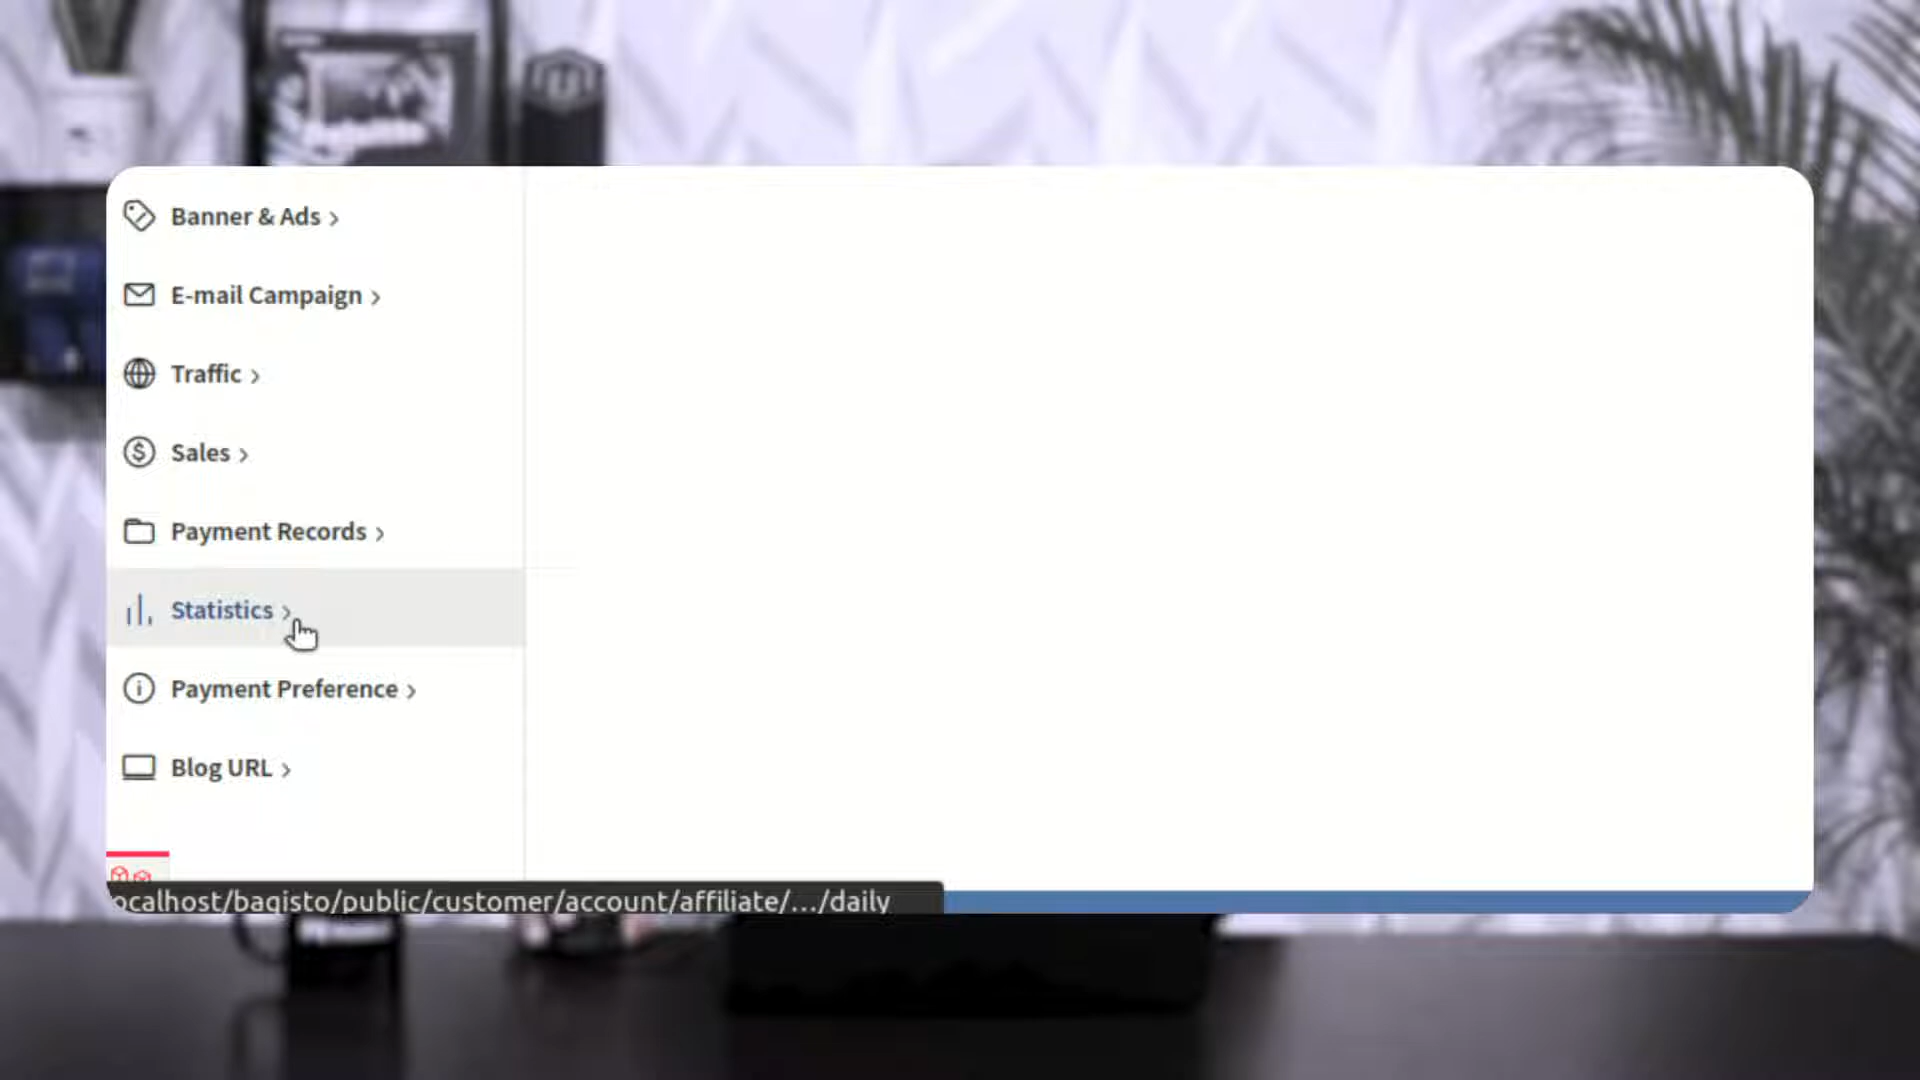 Banner & Ads
E-mail Campaign
Traffic
Sales
Payment Records
Statistics
Payment Preference
Blog URL
ocalhost/bagisto/public/customer/account/affiliate/.../daily